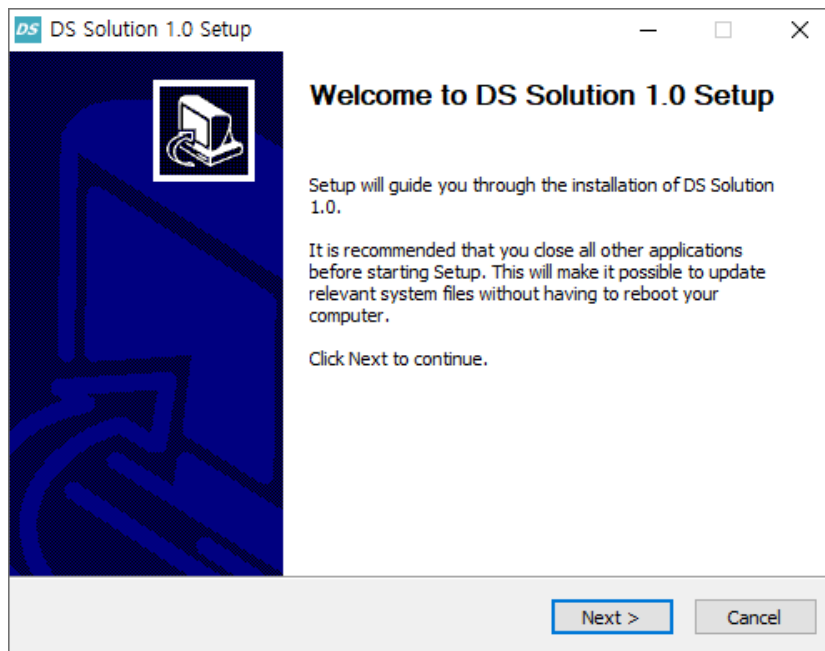 DS DS Solution 1.0 Setup
Welcome to DS Solution 1.0 Setup
Setup will guide you through the installation of DS Solution
1.0.
It is recommended that you close all other applications
before starting Setup. This will make it possible to update
relevant system files without having to reboot your
computer.
Click Next to continue.
Next > Cancel